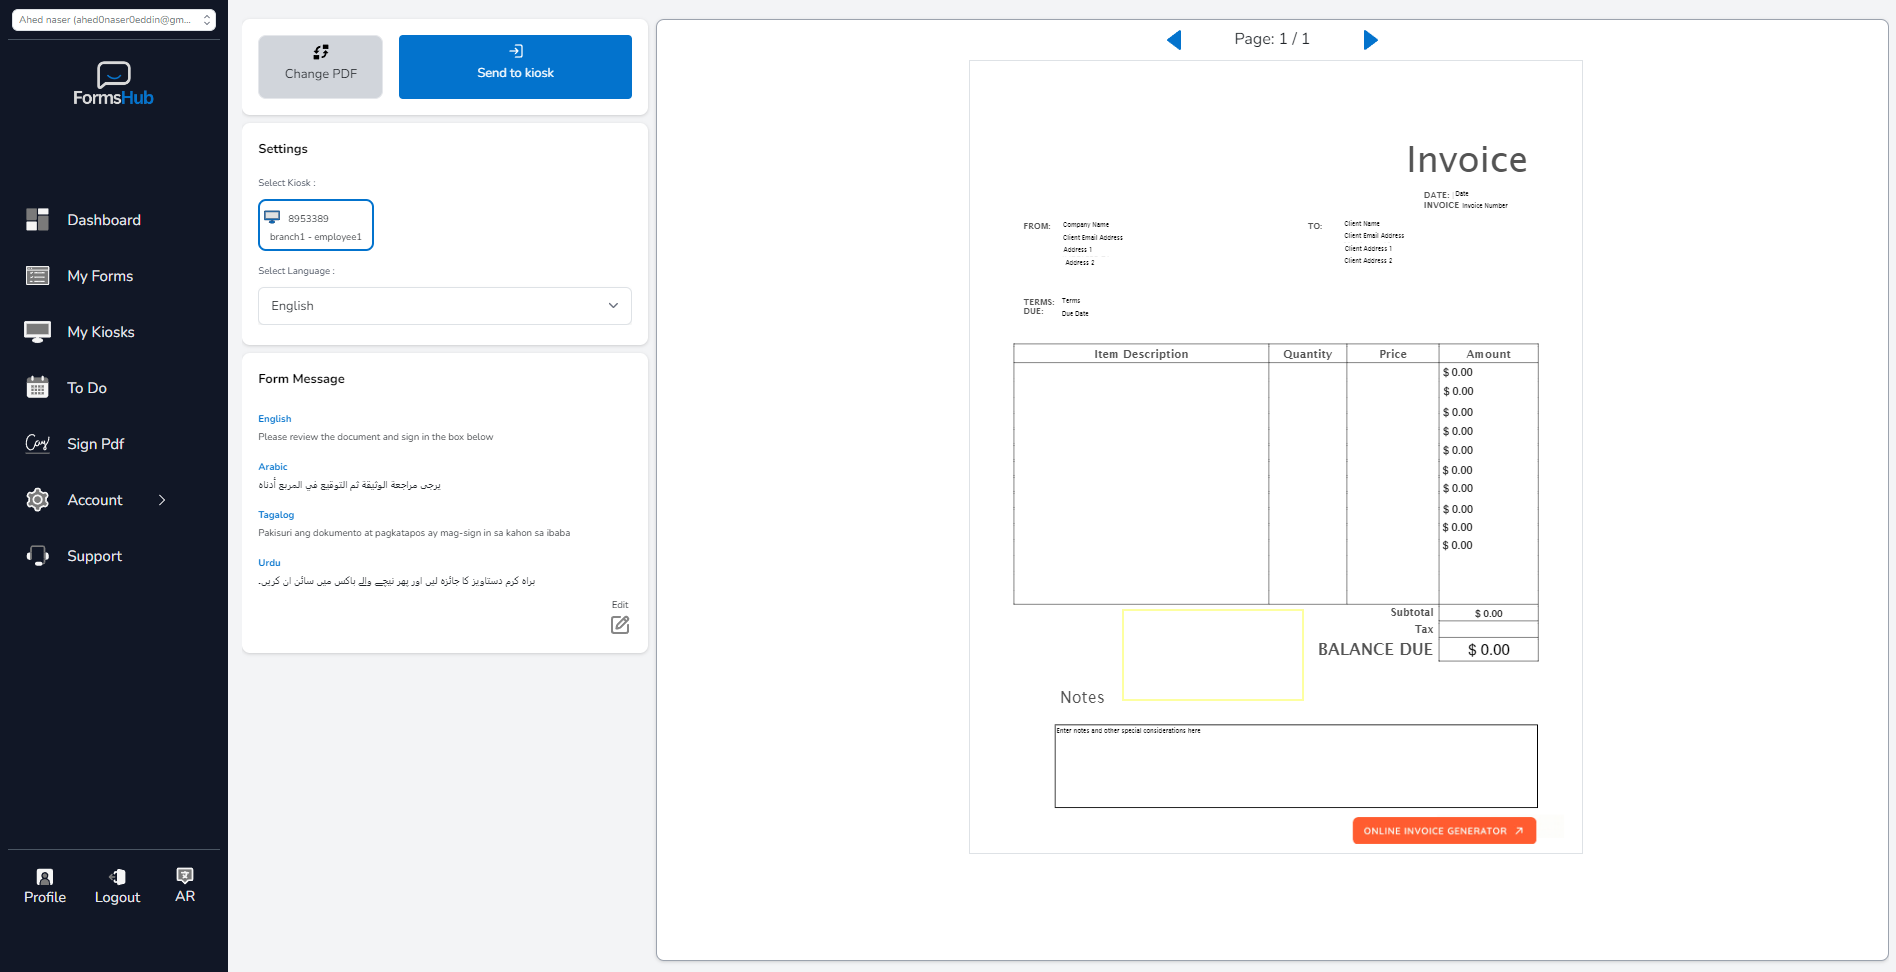 Ahed naser (ahed0naser0eddin@gm...
FormsHub
Dashboard
My Forms
My Kiosks
To Do
Sign Pdf
Account
Support
Profile
Logout
AR
Change PDF
Send to kiosk
Settings
Select Kiosk :
8953389
branch1 - employee1
Select Language :
English
Form Message
English
Please review the document and sign in the box below
Arabic
يرجى مراجعة الوثيقة ثم التوقيع في المربع أدناه
Tagalog
Pakisuri ang dokumento at pagkatapos ay mag-sign in sa kahon sa ibaba
Urdu
براہ کرم دستاویز کا جائزہ لیں اور پھر نیچے والے باکس میں سائن ان کریں۔
Edit
Page: 1 / 1
Invoice
DATE: Date
INVOICE Invoice Number
FROM: Company Name
Client Email Address
Address 1
Address 2
TO: Client Name
Client Email Address
Client Address 1
Client Address 2
TERMS: Terms
DUE: Due Date
Item Description Quantity Price Amount
$ 0.00
$ 0.00
$ 0.00
$ 0.00
$ 0.00
$ 0.00
$ 0.00
$ 0.00
$ 0.00
$ 0.00
Subtotal $ 0.00
Tax
BALANCE DUE $ 0.00
Notes
Enter notes and other special considerations here
ONLINE INVOICE GENERATOR